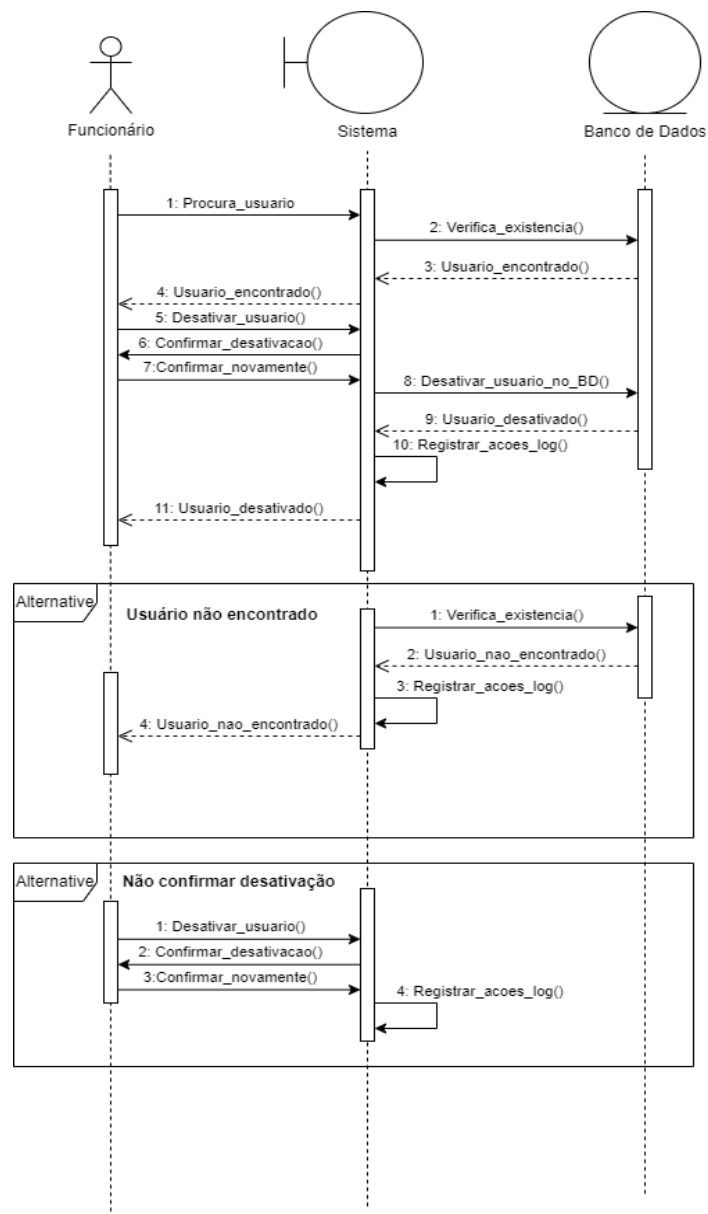 Funcionário
Sistema
Banco de Dados
1: Procura_usuario
2: Verifica_existencia()
3: Usuario_encontrado()
4: Usuario_encontrado()
5: Desativar_usuario()
6: Confirmar_desativacao()
7:Confirmar_novamente()
8: Desativar_usuario_no_BD()
9: Usuario_desativado()
10: Registrar_acoes_log()
11: Usuario_desativado()
Alternative
Usuário não encontrado
1: Verifica_existencia()
2: Usuario_nao_encontrado()
3: Registrar_acoes_log()
4: Usuario_nao_encontrado()
Alternative
Não confirmar desativação
1: Desativar_usuario()
2: Confirmar_desativacao()
3:Confirmar_novamente()
4: Registrar_acoes_log()